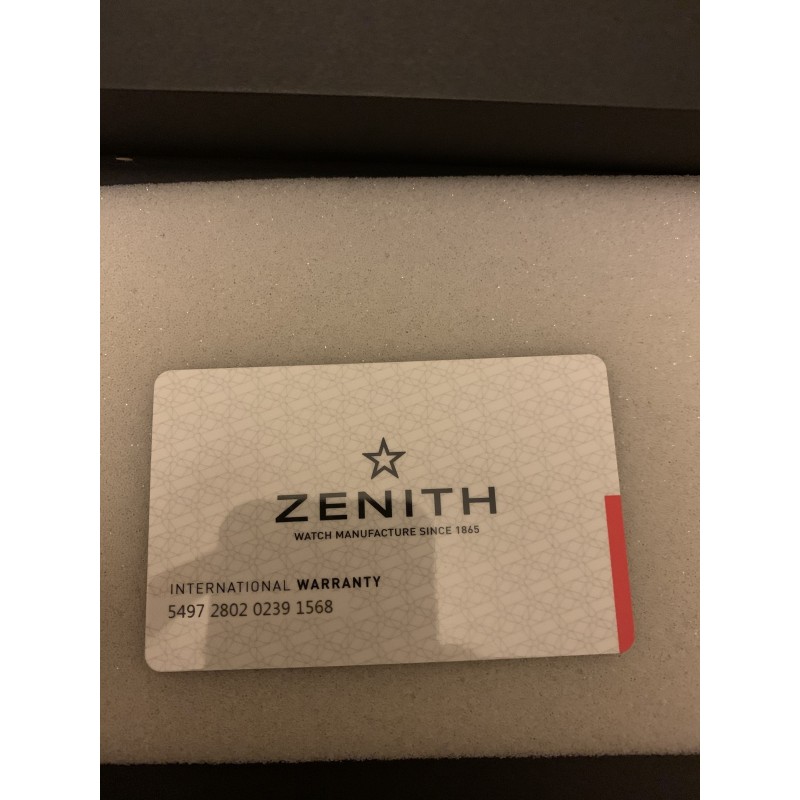 ZENITH
WATCH MANUFACTURE SINCE 1865
INTERNATIONAL WARRANTY
5497 2802 0239 1568